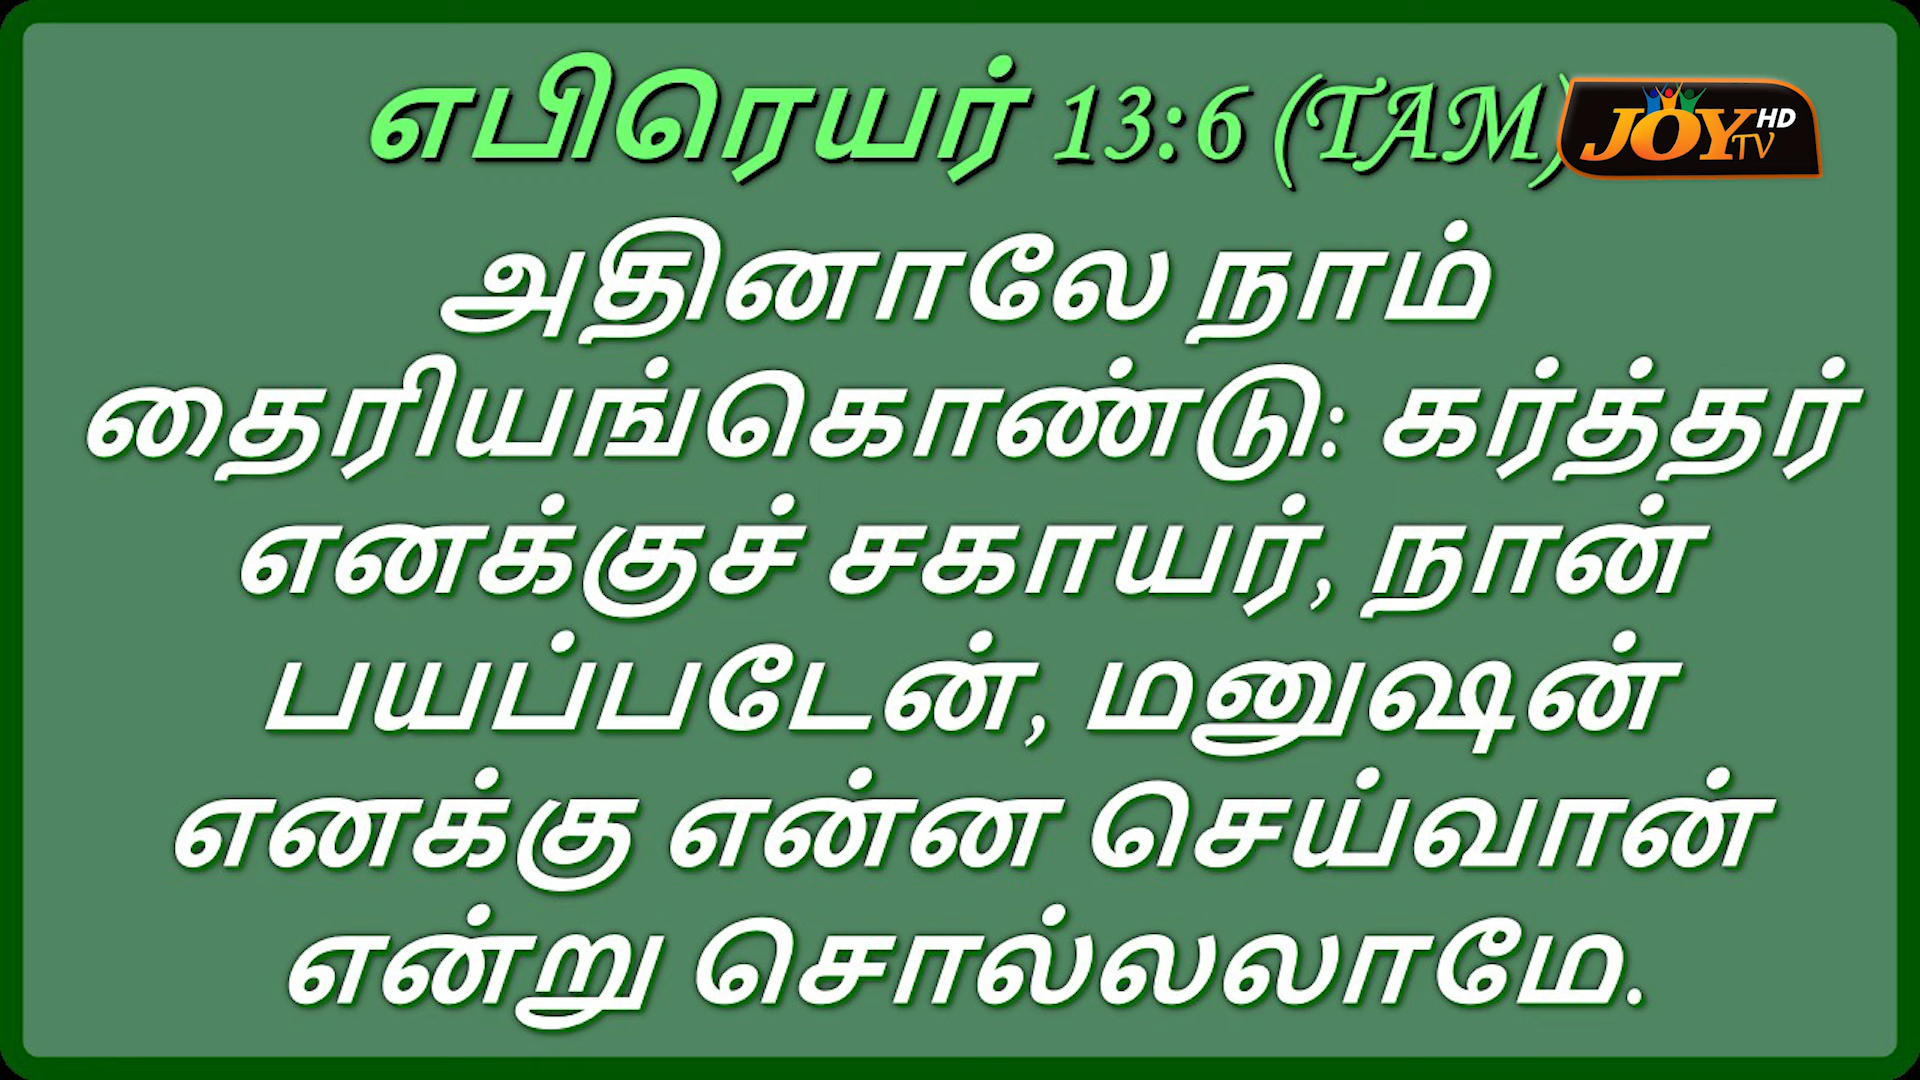 எபிரெயர் 13:6 (TAM)
JOY TV HD
அதினாலே நாம்
தைரியங்கொண்டு: கர்த்தர்
எனக்குச் சகாயர், நான்
பயப்படேன், மனுஷன்
எனக்கு என்ன செய்வான்
என்று சொல்லலாமே.